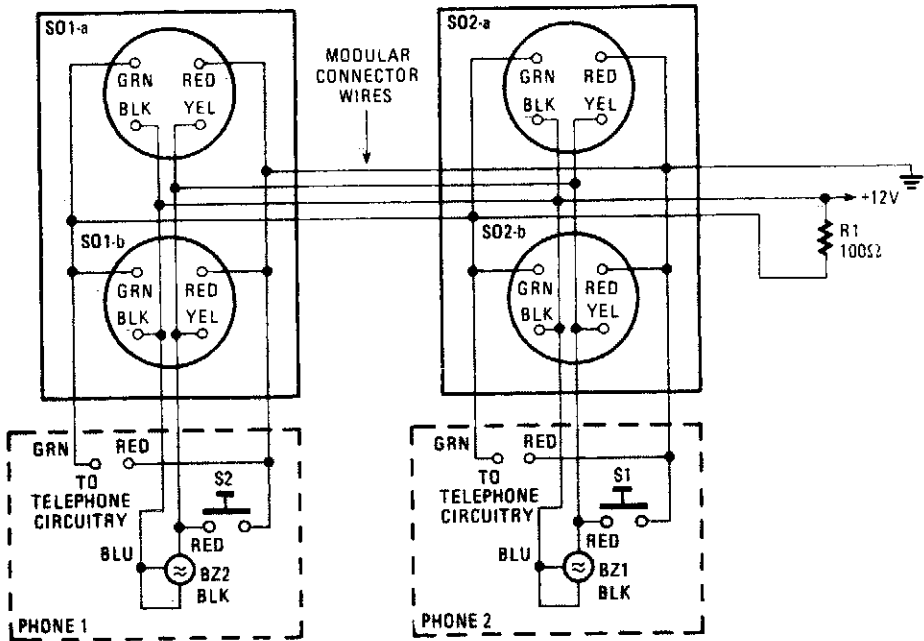 SO1-a
GRN RED
BLK YEL
MODULAR
CONNECTOR
WIRES
SO2-a
GRN RED
BLK YEL
+12V
R1
100Ω
SO1-b
GRN RED
BLK YEL
SO2-b
GRN RED
BLK YEL
GRN RED
TO
TELEPHONE
CIRCUITRY
S2
RED
BLU
BZ2
BLK
PHONE 1
GRN RED
TO
TELEPHONE
CIRCUITRY
S1
RED
BLU
BZ1
BLK
PHONE 2